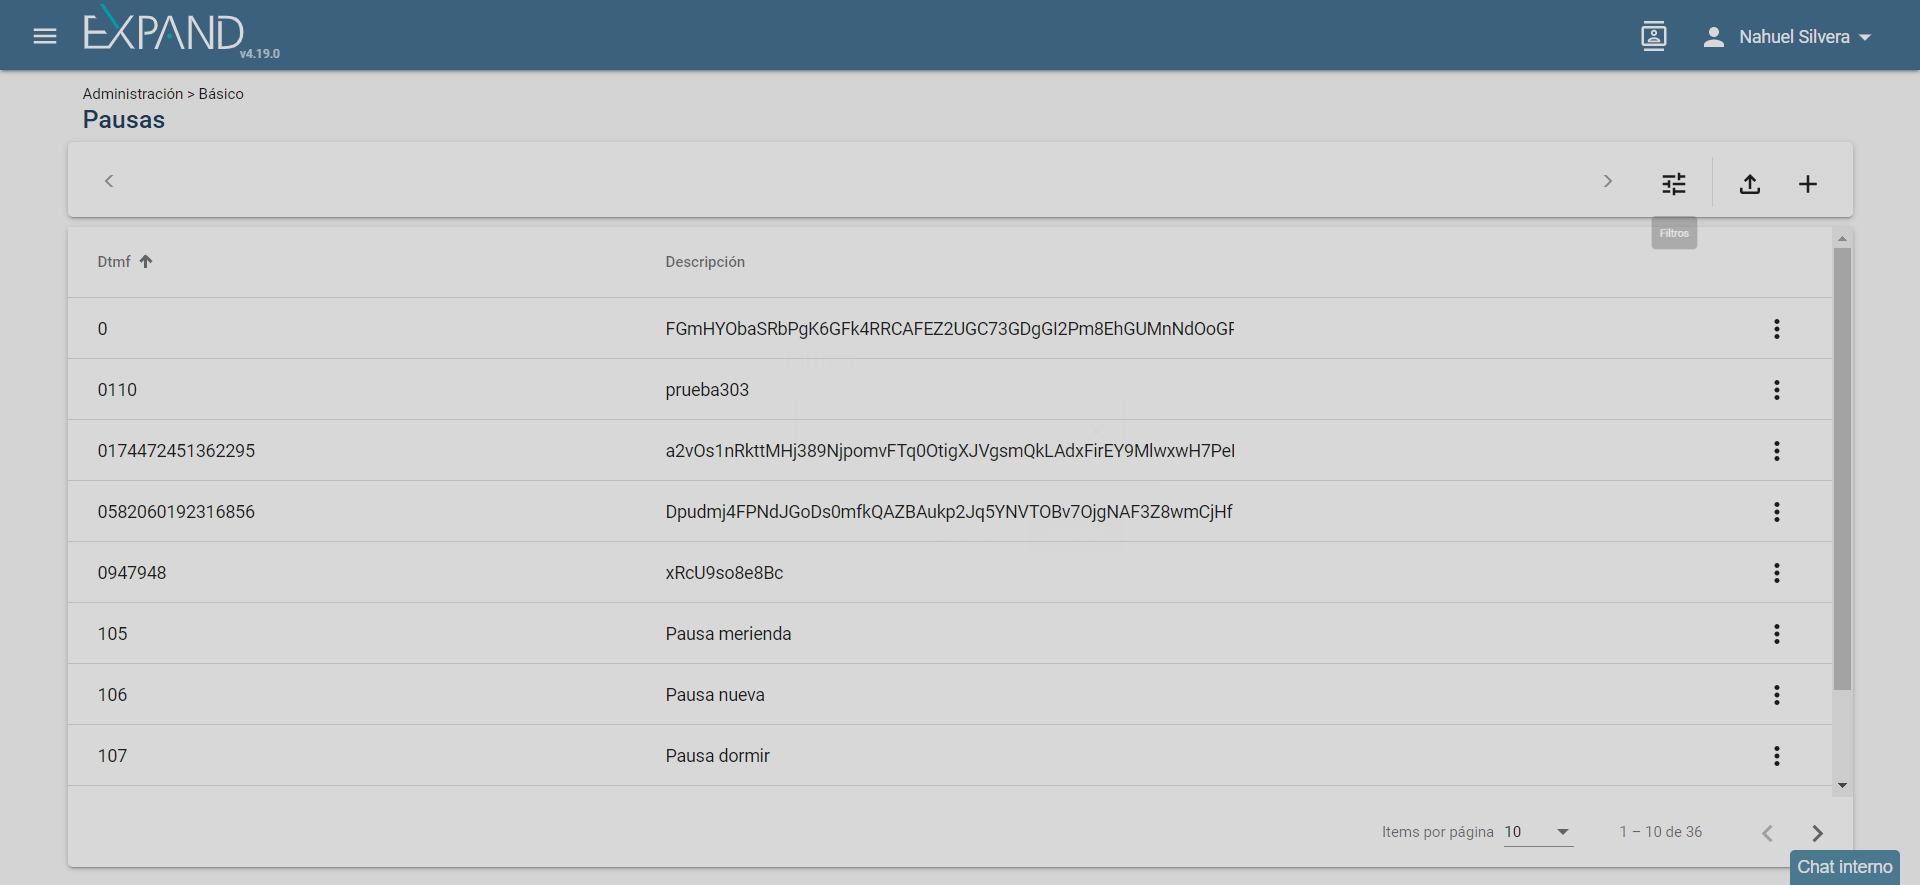 EXPAND
v4.19.0
Nahuel Silvera
Administración > Básico
Pausas
Filtros
Dtmf Descripción
0 FGmHYObaSRbPgK6GFk4RRCAFEZ2UGC73GDgGI2Pm8EhGUMnNdOoGF
0110 prueba303
0174472451362295 a2vOs1nRkttMHj389NjpomvFTq0OtigXJVgsmQkLAdxFirEY9MlwxwH7Pel
0582060192316856 Dpudmj4FPNdJGoDs0mfkQAZBAukp2Jq5YNVTOBv7OjgNAF3Z8wmCjHf
0947948 xRcU9so8e8Bc
105 Pausa merienda
106 Pausa nueva
107 Pausa dormir
Items por página 10 1 – 10 de 36
Chat interno